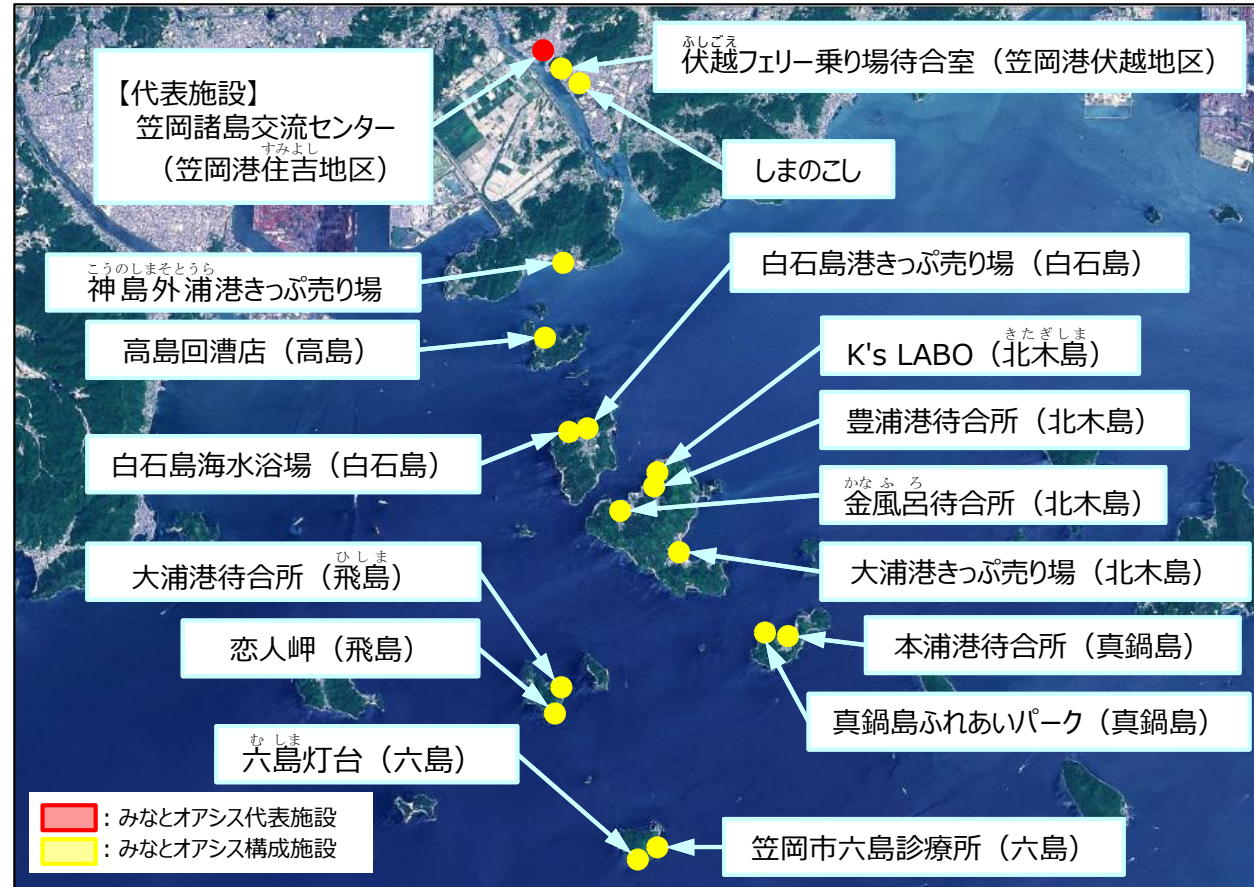 【代表施設】
笠岡諸島交流センター
すみよし
（笠岡港住吉地区）
ふしごえ
伏越フェリー乗り場待合室（笠岡港伏越地区）
しまのこし
こうのしまそとうら
神島外浦港きっぷ売り場
白石島港きっぷ売り場（白石島）
高島回漕店（高島）
きたぎしま
K's LABO（北木島）
豊浦港待合所（北木島）
白石島海水浴場（白石島）
かなふろ
金風呂待合所（北木島）
ひしま
大浦港待合所（飛島）
大浦港きっぷ売り場（北木島）
恋人岬（飛島）
本浦港待合所（真鍋島）
真鍋島ふれあいパーク（真鍋島）
むしま
六島灯台（六島）
：みなとオアシス代表施設
：みなとオアシス構成施設
笠岡市六島診療所（六島）